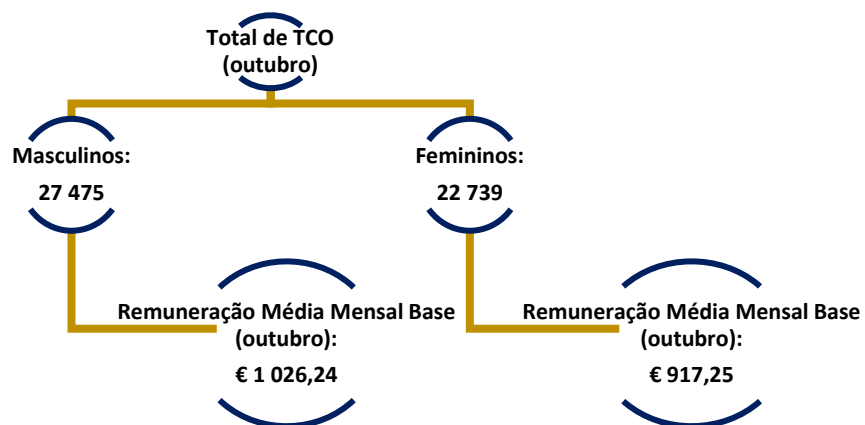 Total de TCO
(outubro)
Masculinos:
27 475
Femininos:
22 739
Remuneração Média Mensal Base
(outubro):
€ 1 026,24
Remuneração Média Mensal Base
(outubro):
€ 917,25